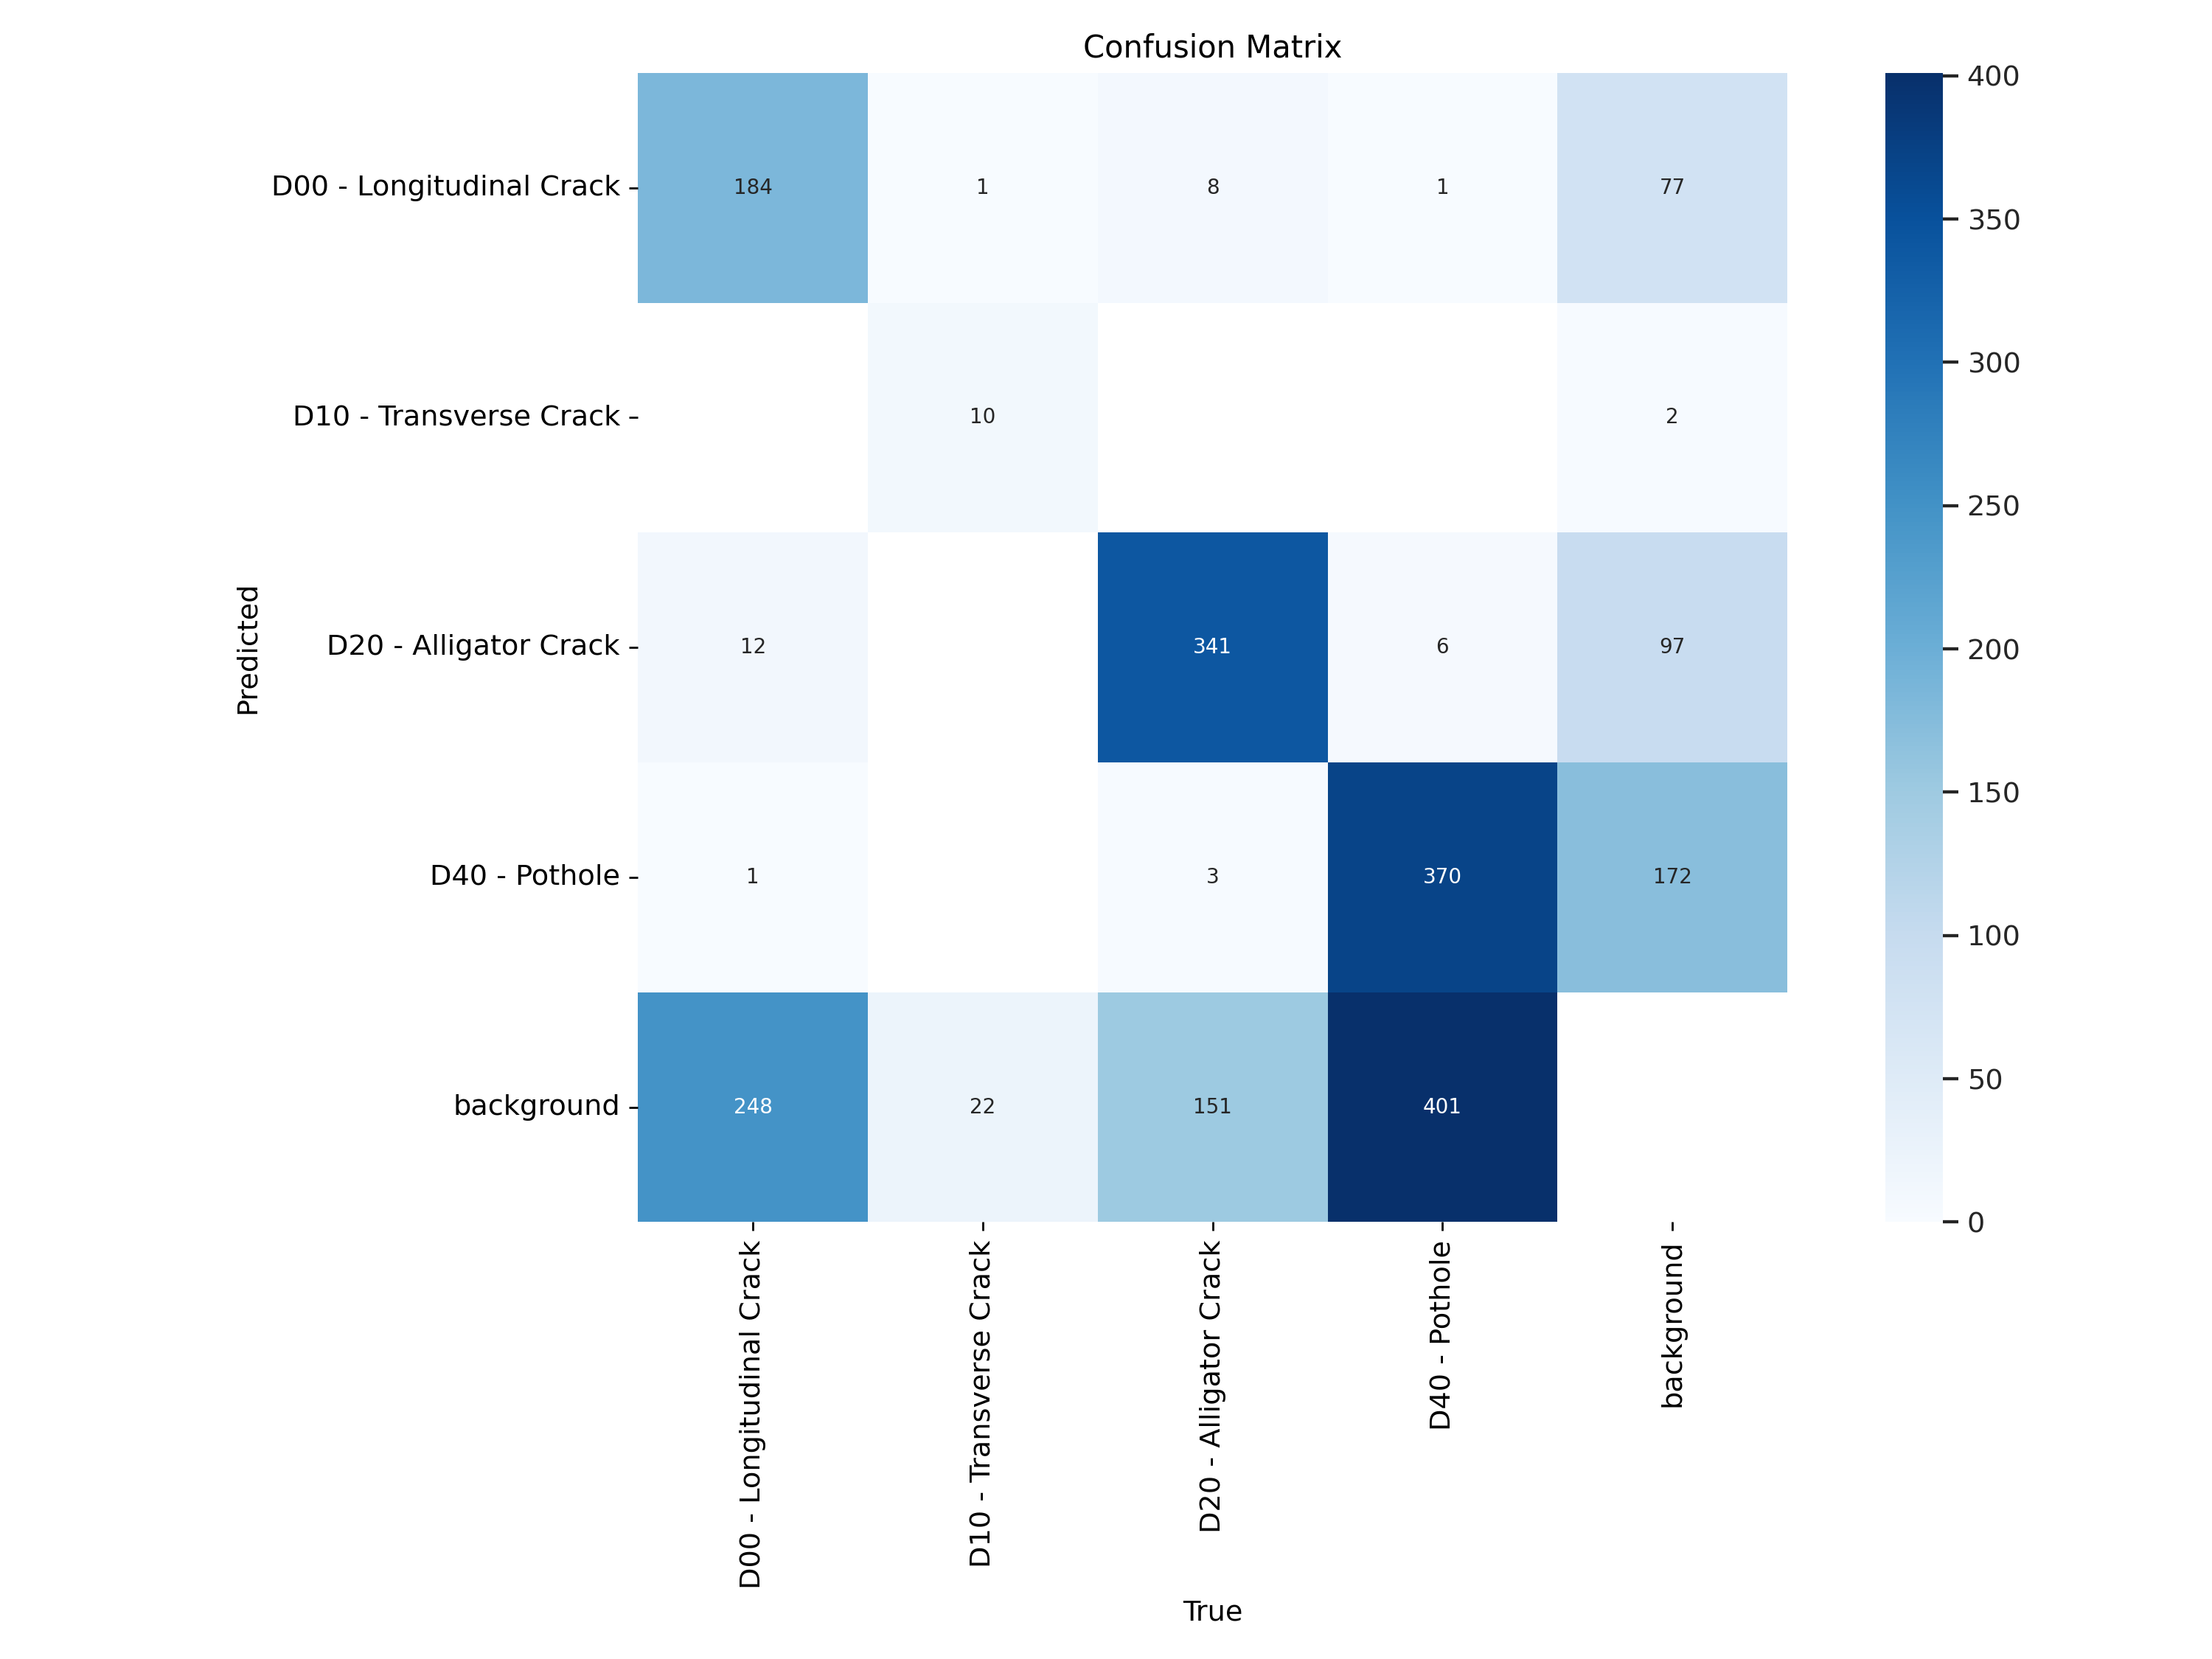 Confusion Matrix
D00 - Longitudinal Crack
184 1 8 1 77
D10 - Transverse Crack
10 2
D20 - Alligator Crack
12 341 6 97
D40 - Pothole
1 3 370 172
background
248 22 151 401
Predicted
D00 - Longitudinal Crack
D10 - Transverse Crack
D20 - Alligator Crack
D40 - Pothole
background
True
400
350
300
250
200
150
100
50
0